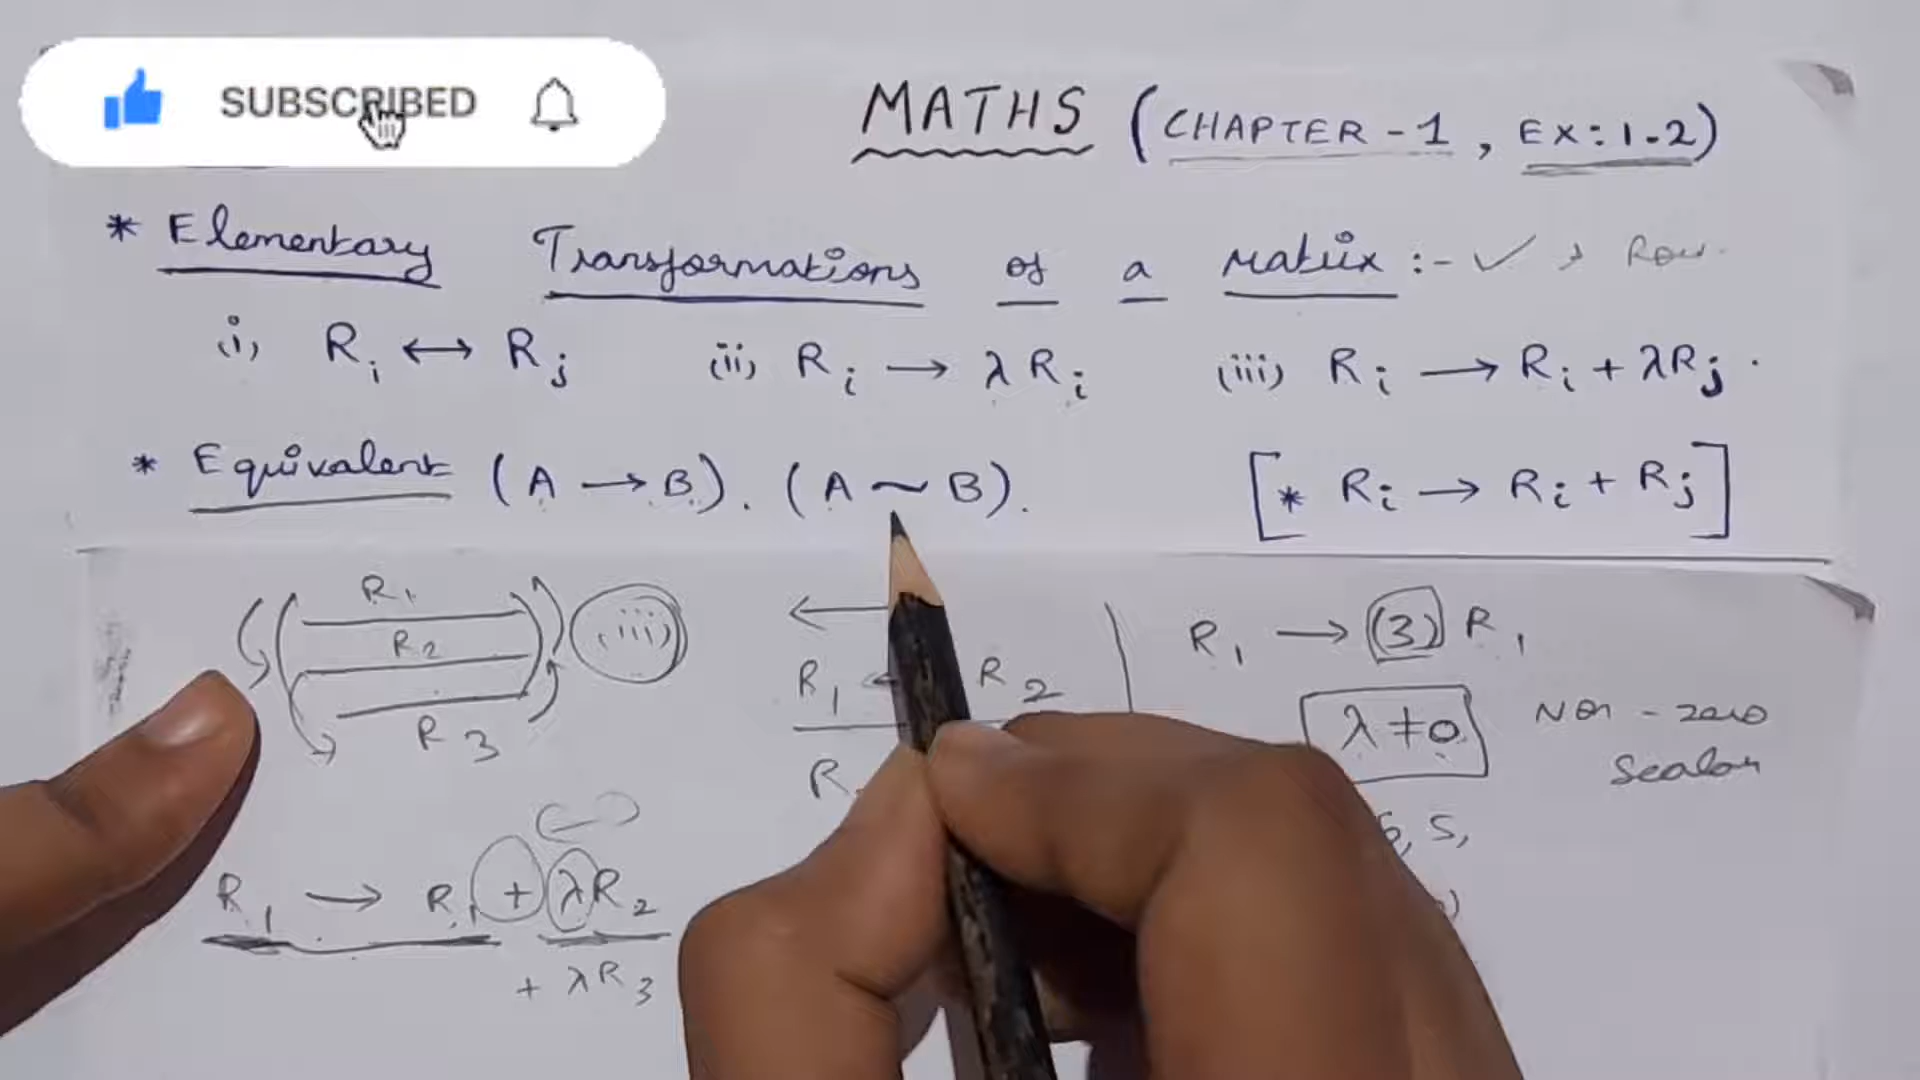 SUBSCRIBED
MATHS (CHAPTER-1, EX: 1.2)
* Elementary Transformations of a matrix :- ✓ → Row.
(i) Rᵢ ↔ Rⱼ (ii) Rᵢ → λRᵢ (iii) Rᵢ → Rᵢ + λRⱼ.
* Equivalent (A → B). (A ~ B). [* Rᵢ → Rᵢ + Rⱼ]
R₁
R₂
R₃
(iii)
R₁ R₂
R
R₁ → (3) R₁
λ ≠ 0 Non-zero
Scalar
5,
R₁ → R₁ + λR₂
+ λR₃